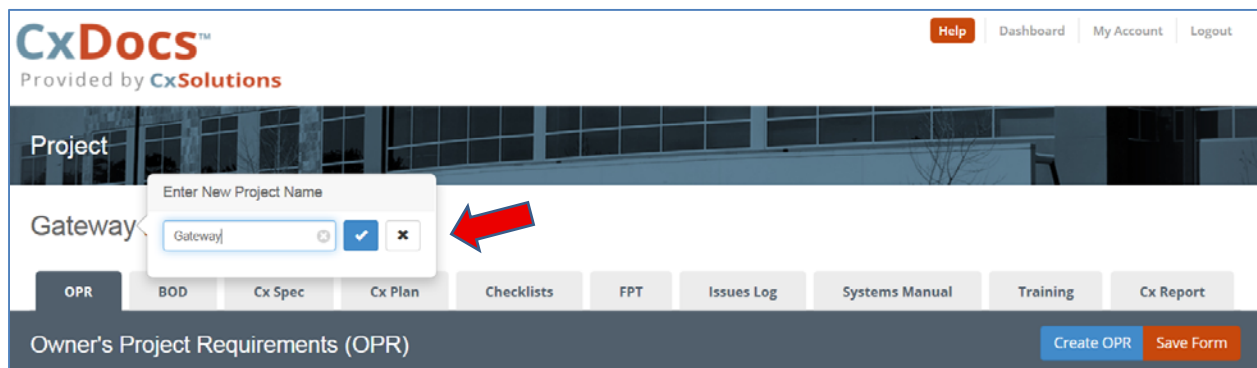 CxDocs™
Provided by CxSolutions
Help Dashboard My Account Logout
Project
Enter New Project Name
Gateway
Gateway
OPR BOD Cx Spec Cx Plan Checklists FPT Issues Log Systems Manual Training Cx Report
Owner's Project Requirements (OPR)
Create OPR Save Form